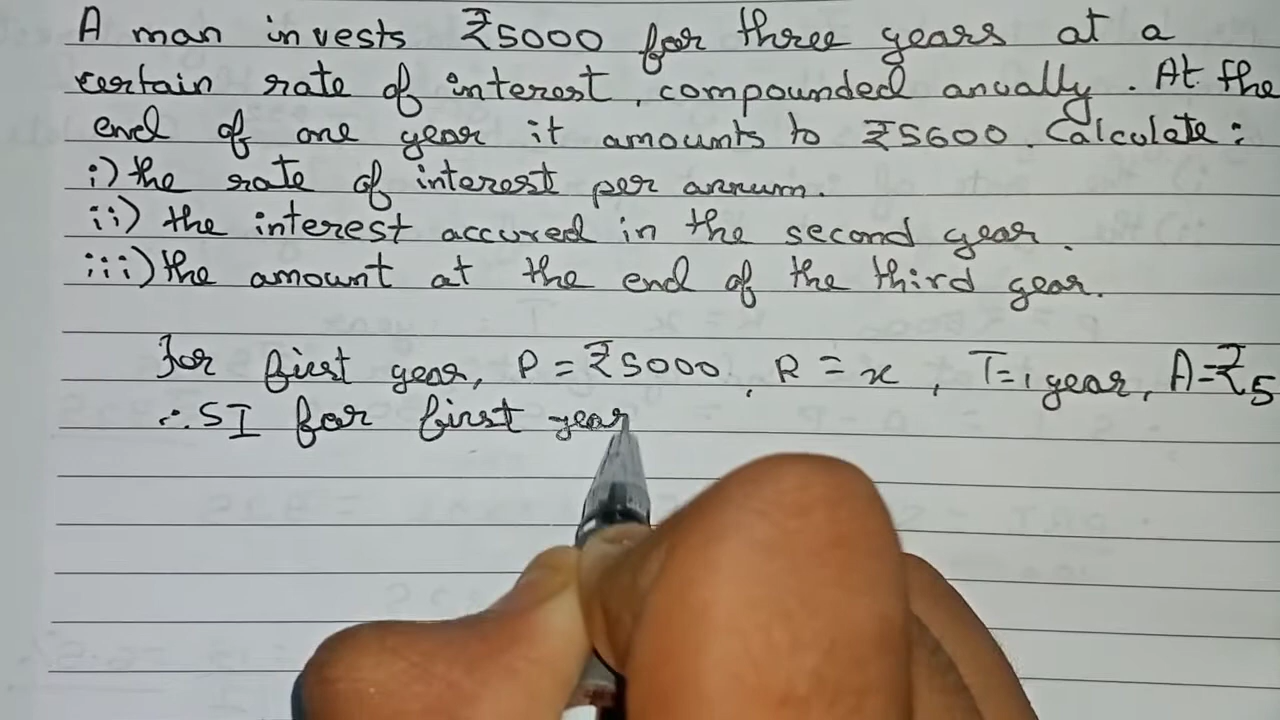 A man invests ₹5000 for three years at a
certain rate of interest, compounded anually. At the
end of one year it amounts to ₹5600. Calculate:
i) the rate of interest per annum.
ii) the interest accured in the second year.
iii) the amount at the end of the third year.
For first year, P = ₹5000, R = x, T=1 year, A=₹5
∴ SI for first year